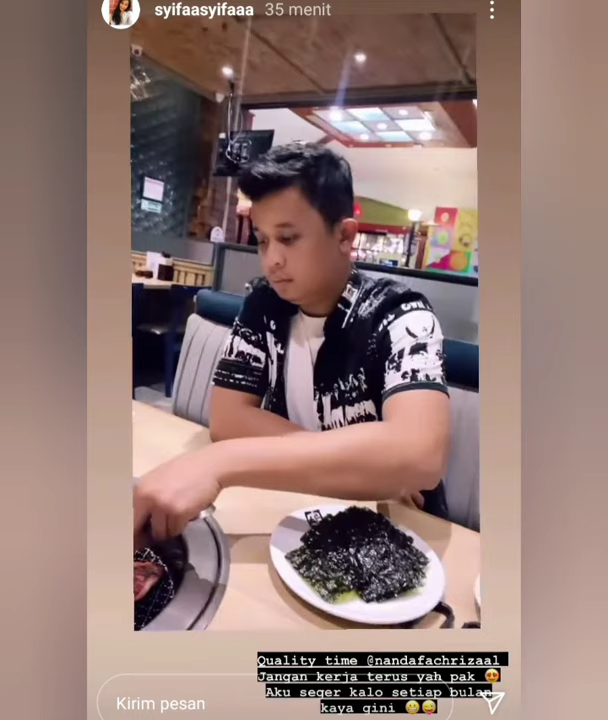 syifaasyifaaa 35 menit
Quality time @nandafachrizaal
Jangan kerja terus yah pak 😍
Aku seger kalo setiap bulan
kaya gini 😀😅
Kirim pesan